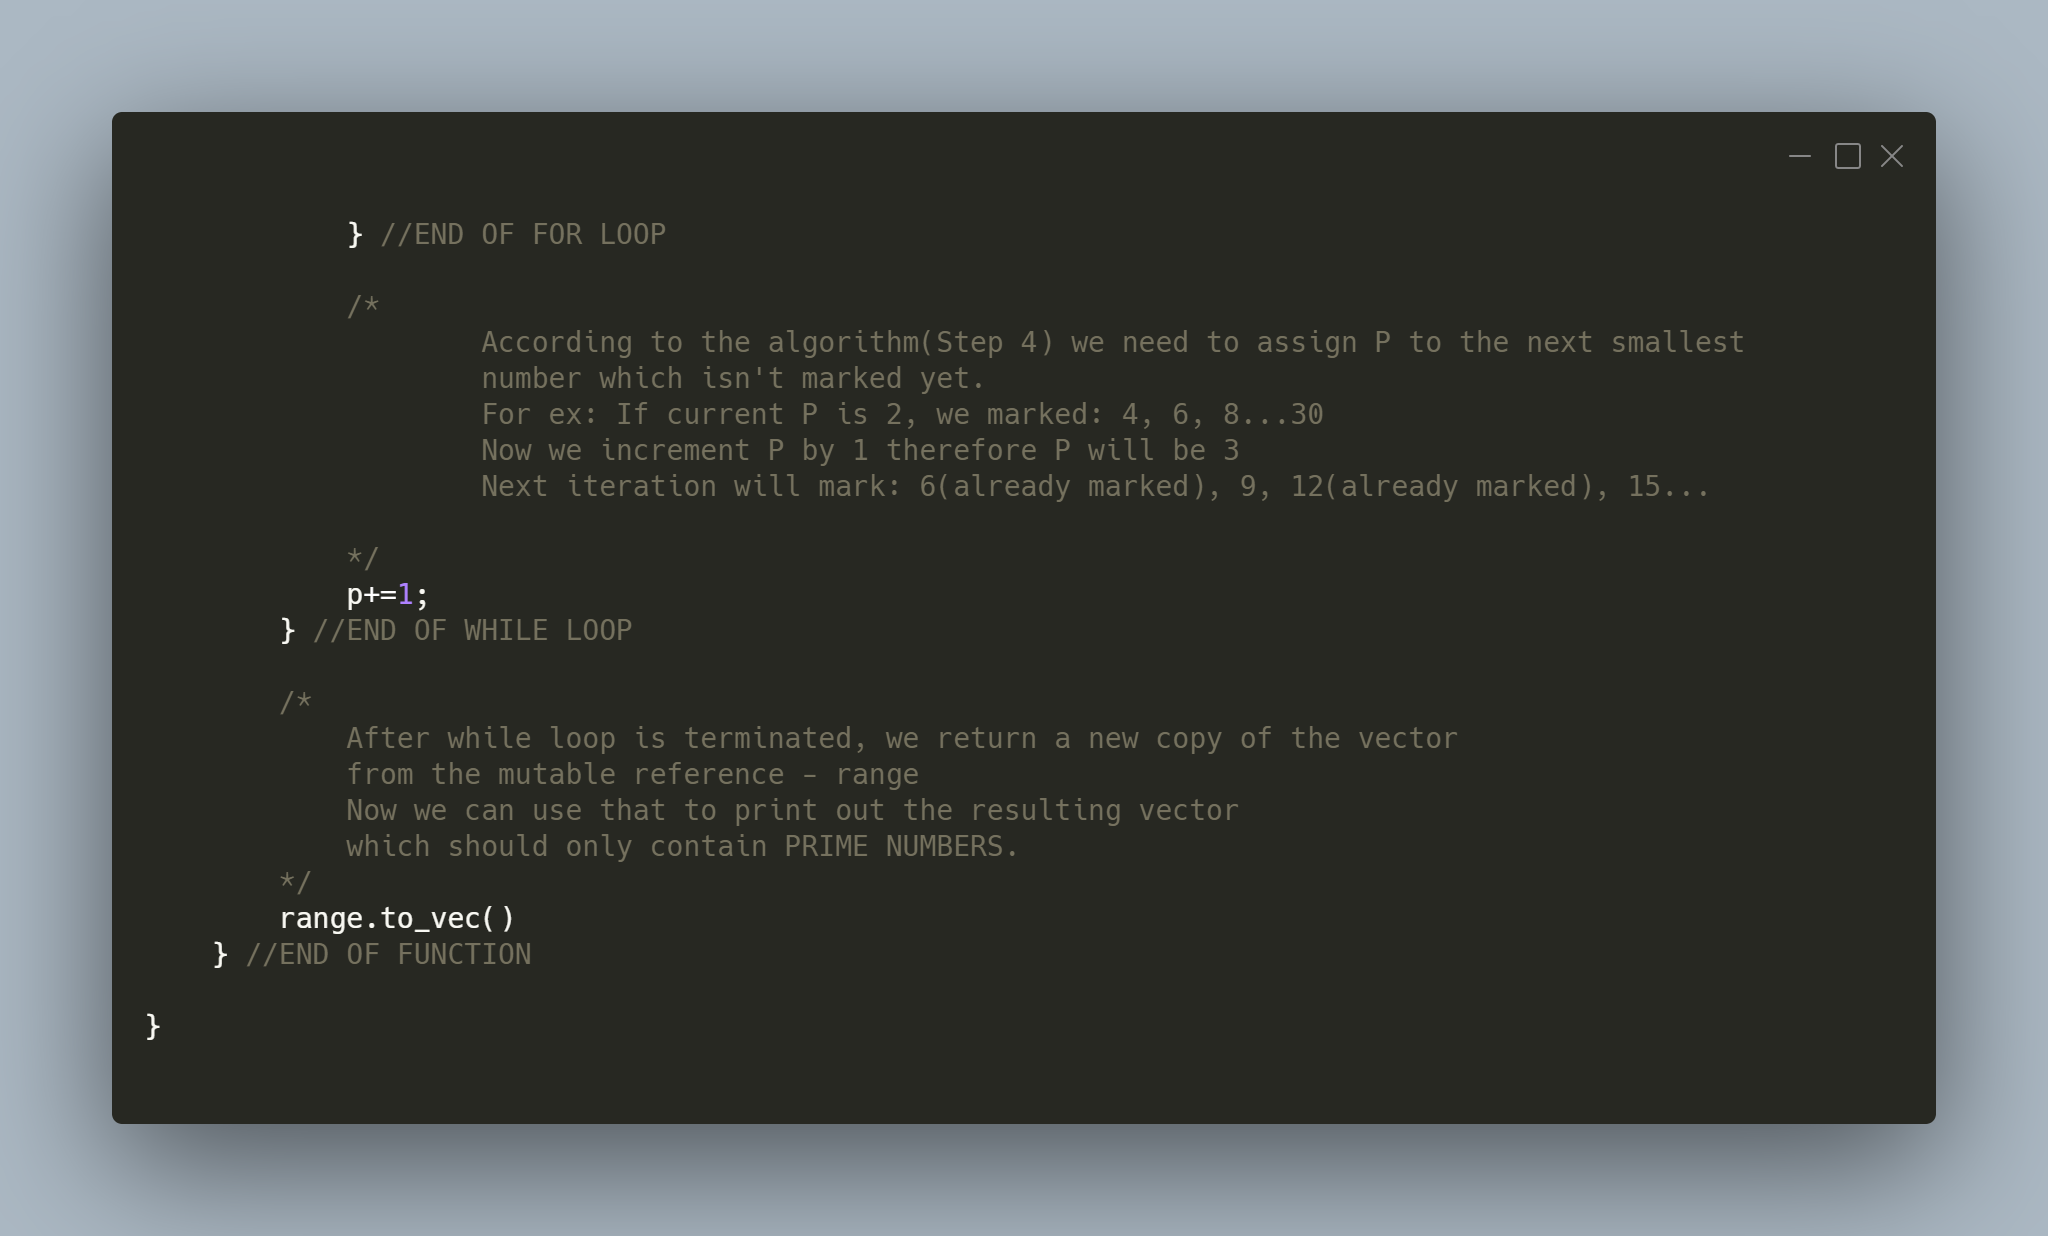 } //END OF FOR LOOP
/*
According to the algorithm(Step 4) we need to assign P to the next smallest
number which isn't marked yet.
For ex: If current P is 2, we marked: 4, 6, 8...30
Now we increment P by 1 therefore P will be 3
Next iteration will mark: 6(already marked), 9, 12(already marked), 15...
*/
p+=1;
} //END OF WHILE LOOP
/*
After while loop is terminated, we return a new copy of the vector
from the mutable reference - range
Now we can use that to print out the resulting vector
which should only contain PRIME NUMBERS.
*/
range.to_vec()
} //END OF FUNCTION
}